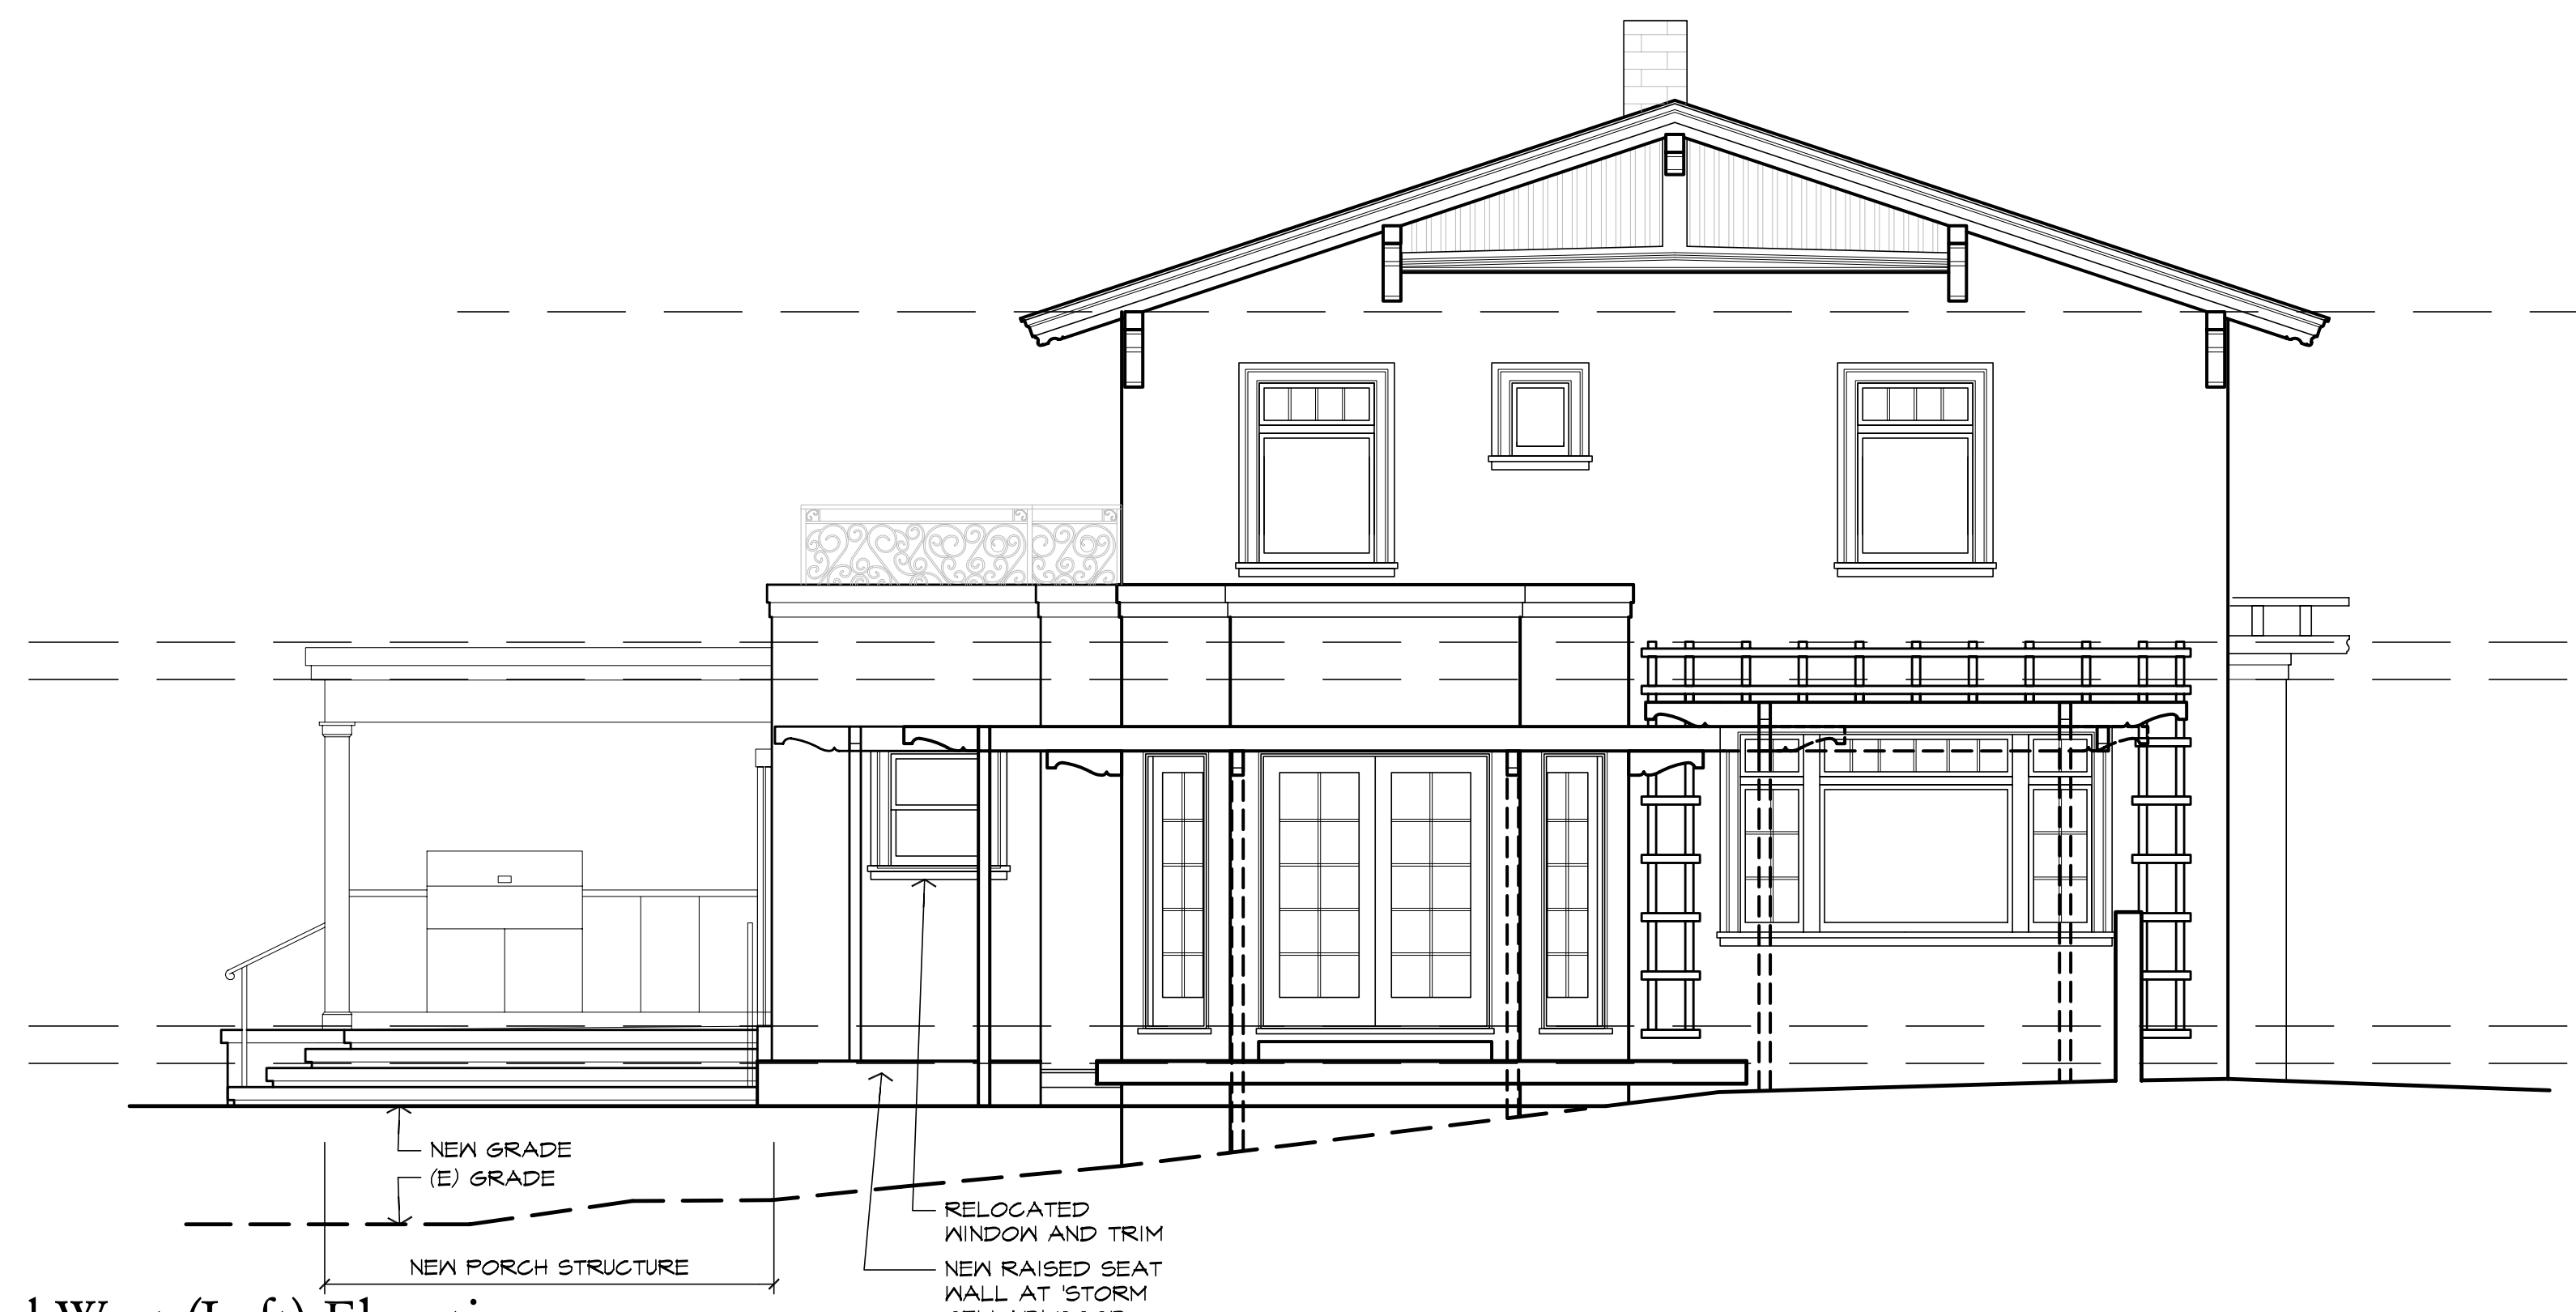 NEW GRADE
(E) GRADE
RELOCATED
WINDOW AND TRIM
NEW PORCH STRUCTURE
NEW RAISED SEAT
WALL AT 'STORM